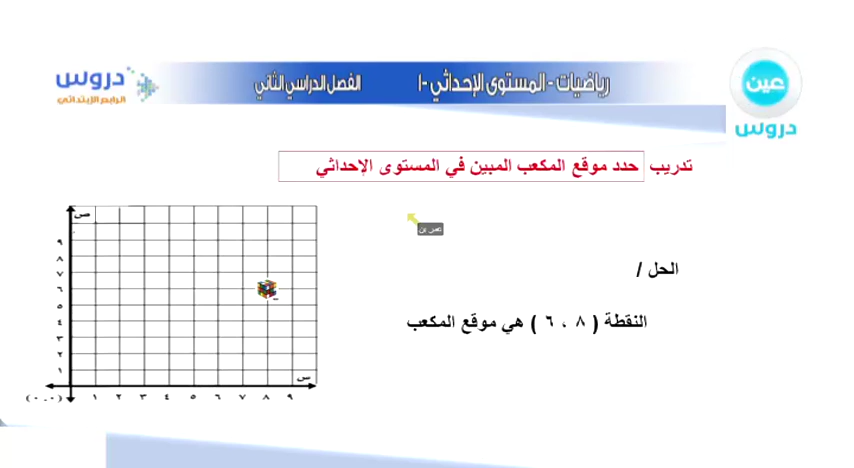 دروس
الرابع الإبتدائي
رياضيات - المستوى الإحداثي -١
الفصل الدراسي الثاني
عين
دروس
تدريب حدد موقع المكعب المبين في المستوى الإحداثي
الحل /
النقطة ( ٨ ، ٦ ) هي موقع المكعب
ص
٩
٨
٧
٦
٥
٤
٣
٢
١
س
(٠,٠) ١ ٢ ٣ ٤ ٥ ٦ ٧ ٨ ٩